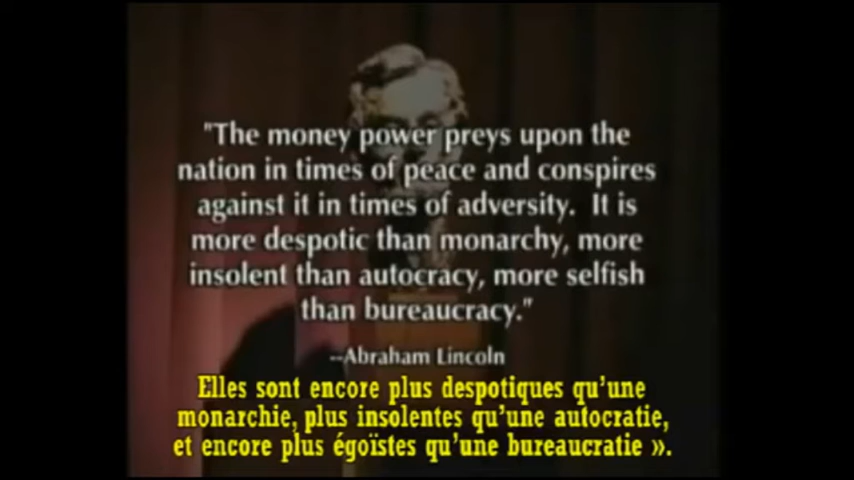 "The money power preys upon the
nation in times of peace and conspires
against it in times of adversity. It is
more despotic than monarchy, more
insolent than autocracy, more selfish
than bureaucracy."
--Abraham Lincoln
Elles sont encore plus despotiques qu'une
monarchie, plus insolentes qu'une autocratie,
et encore plus égoïstes qu'une bureaucratie ».